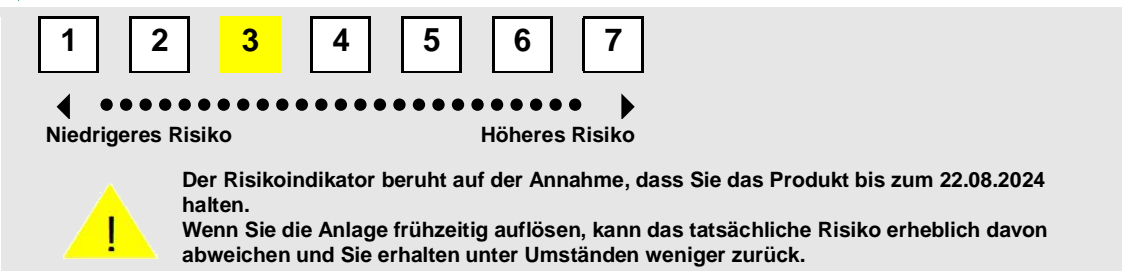 1 2 3 4 5 6 7
Niedrigeres Risiko Höheres Risiko
Der Risikoindikator beruht auf der Annahme, dass Sie das Produkt bis zum 22.08.2024
halten.
Wenn Sie die Anlage frühzeitig auflösen, kann das tatsächliche Risiko erheblich davon
abweichen und Sie erhalten unter Umständen weniger zurück.
!